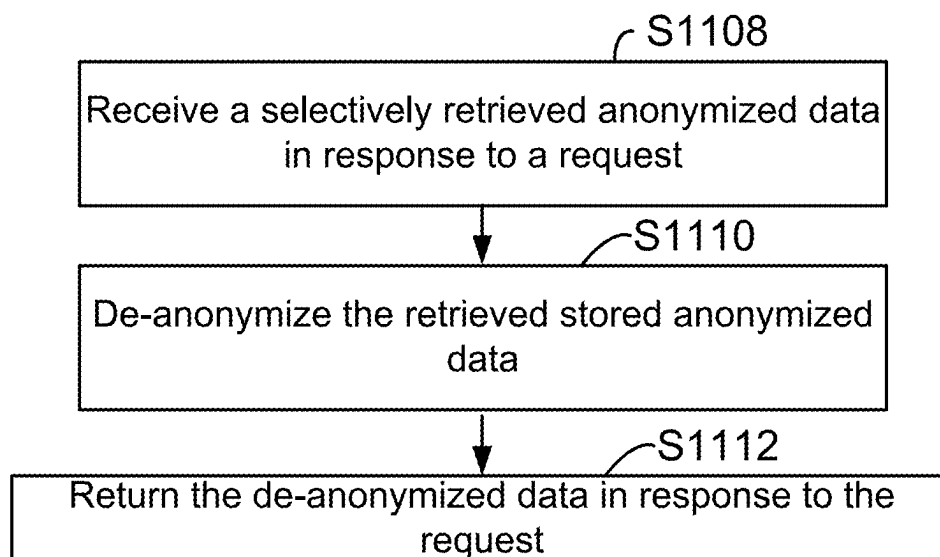 S1108
Receive a selectively retrieved anonymized data
in response to a request
S1110
De-anonymize the retrieved stored anonymized
data
S1112
Return the de-anonymized data in response to the
request